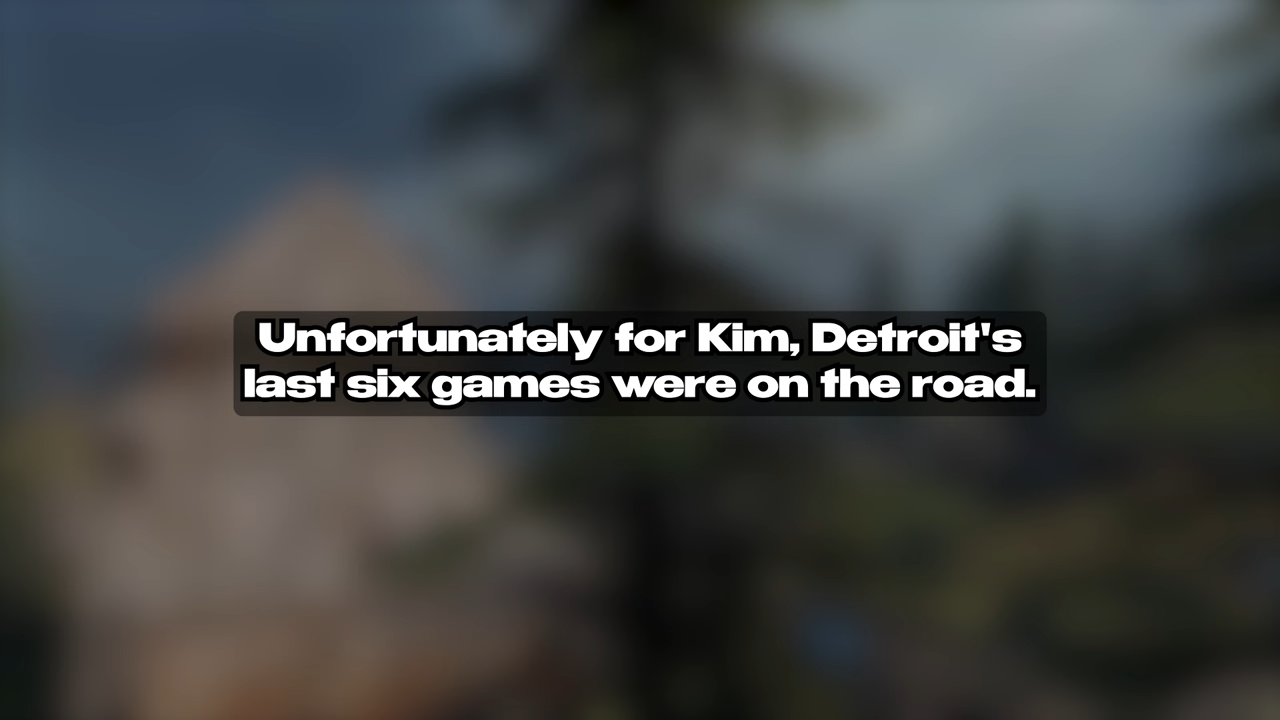 Unfortunately for Kim, Detroit's
last six games were on the road.